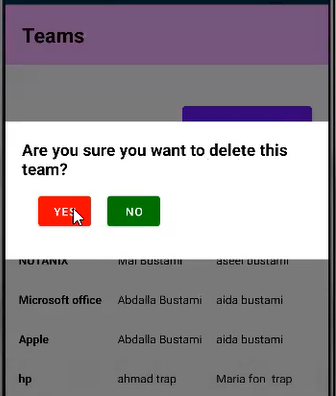 Teams
Are you sure you want to delete this
team?
YES NO
NUTANIX Mai Bustami aseel bustami
Microsoft office Abdalla Bustami aida bustami
Apple Abdalla Bustami aida bustami
hp ahmad trap Maria fon trap